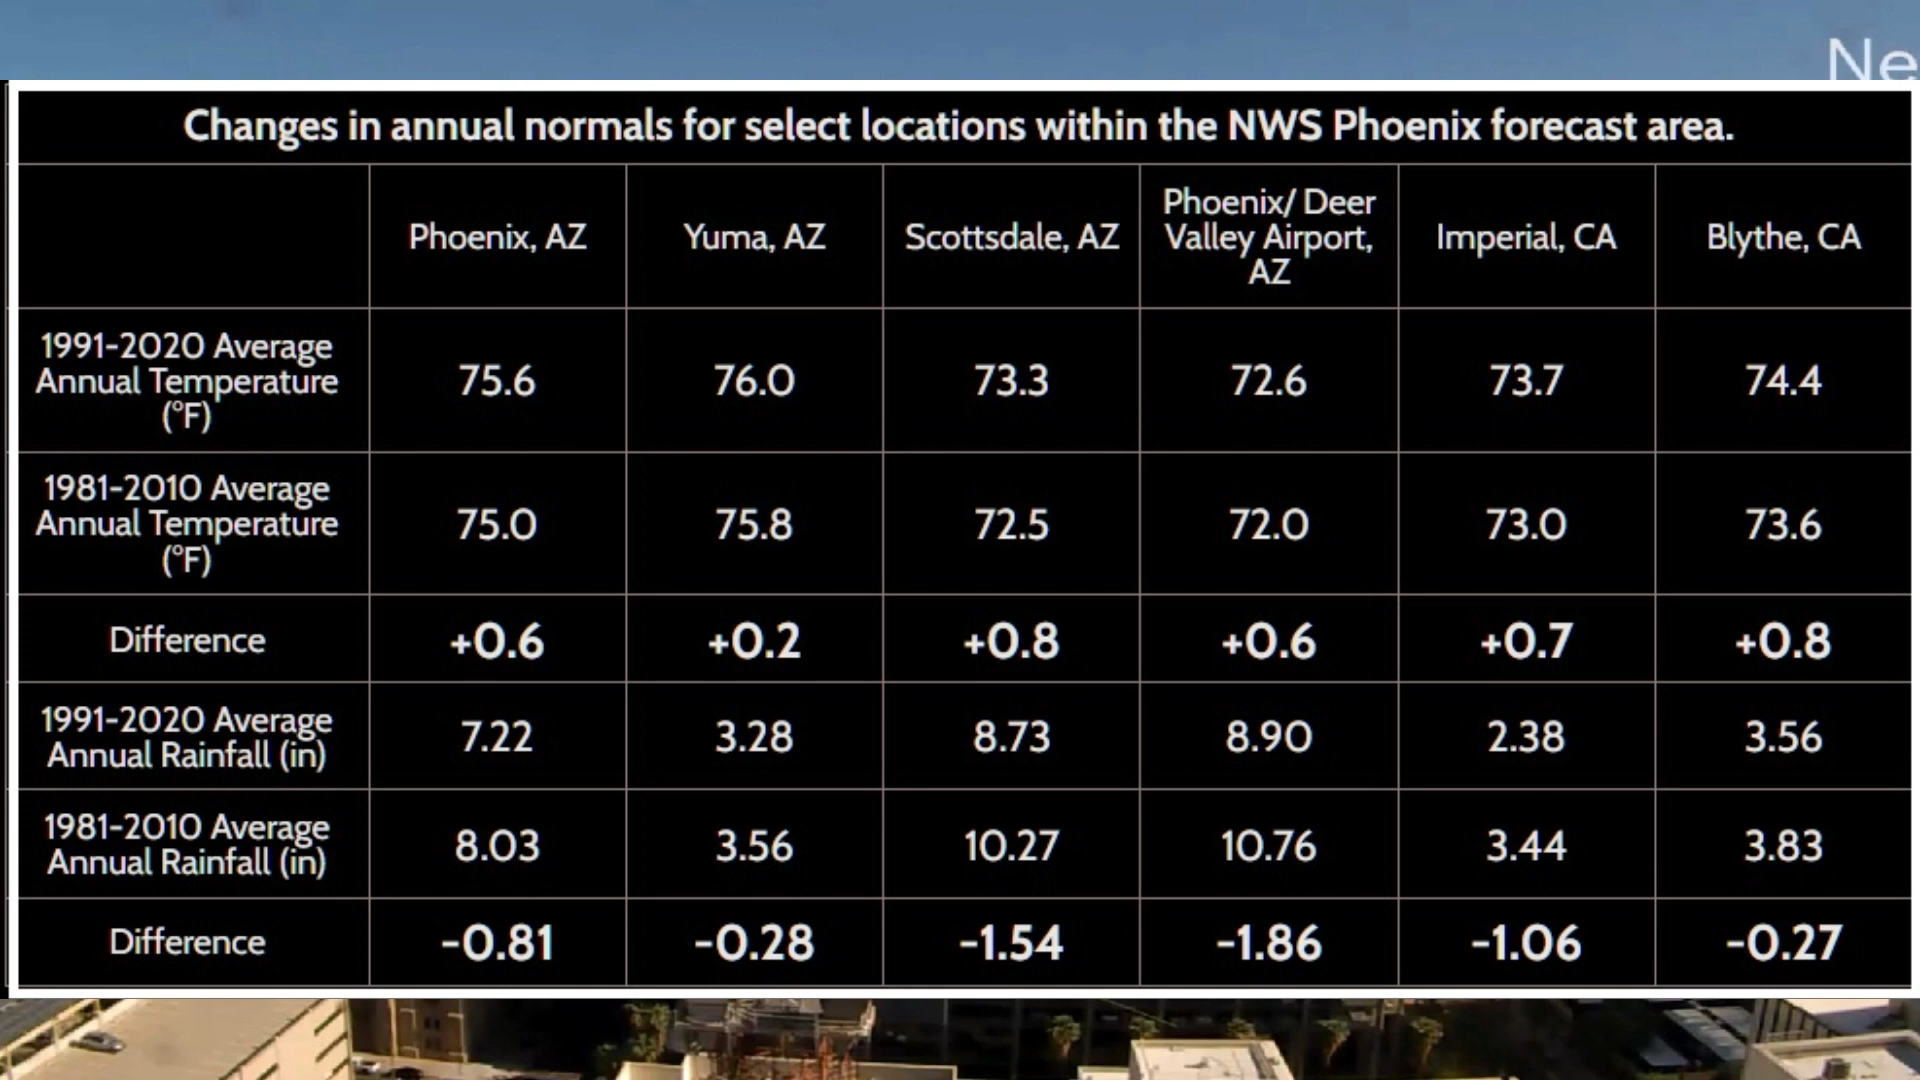 Ne
Changes in annual normals for select locations within the NWS Phoenix forecast area.
Phoenix, AZ
Yuma, AZ
Scottsdale, AZ
Phoenix/ Deer
Valley Airport,
AZ
Imperial, CA
Blythe, CA
1991-2020 Average
Annual Temperature
(°F)
75.6
76.0
73.3
72.6
73.7
74.4
1981-2010 Average
Annual Temperature
(°F)
75.0
75.8
72.5
72.0
73.0
73.6
Difference
+0.6
+0.2
+0.8
+0.6
+0.7
+0.8
1991-2020 Average
Annual Rainfall (in)
7.22
3.28
8.73
8.90
2.38
3.56
1981-2010 Average
Annual Rainfall (in)
8.03
3.56
10.27
10.76
3.44
3.83
Difference
-0.81
-0.28
-1.54
-1.86
-1.06
-0.27